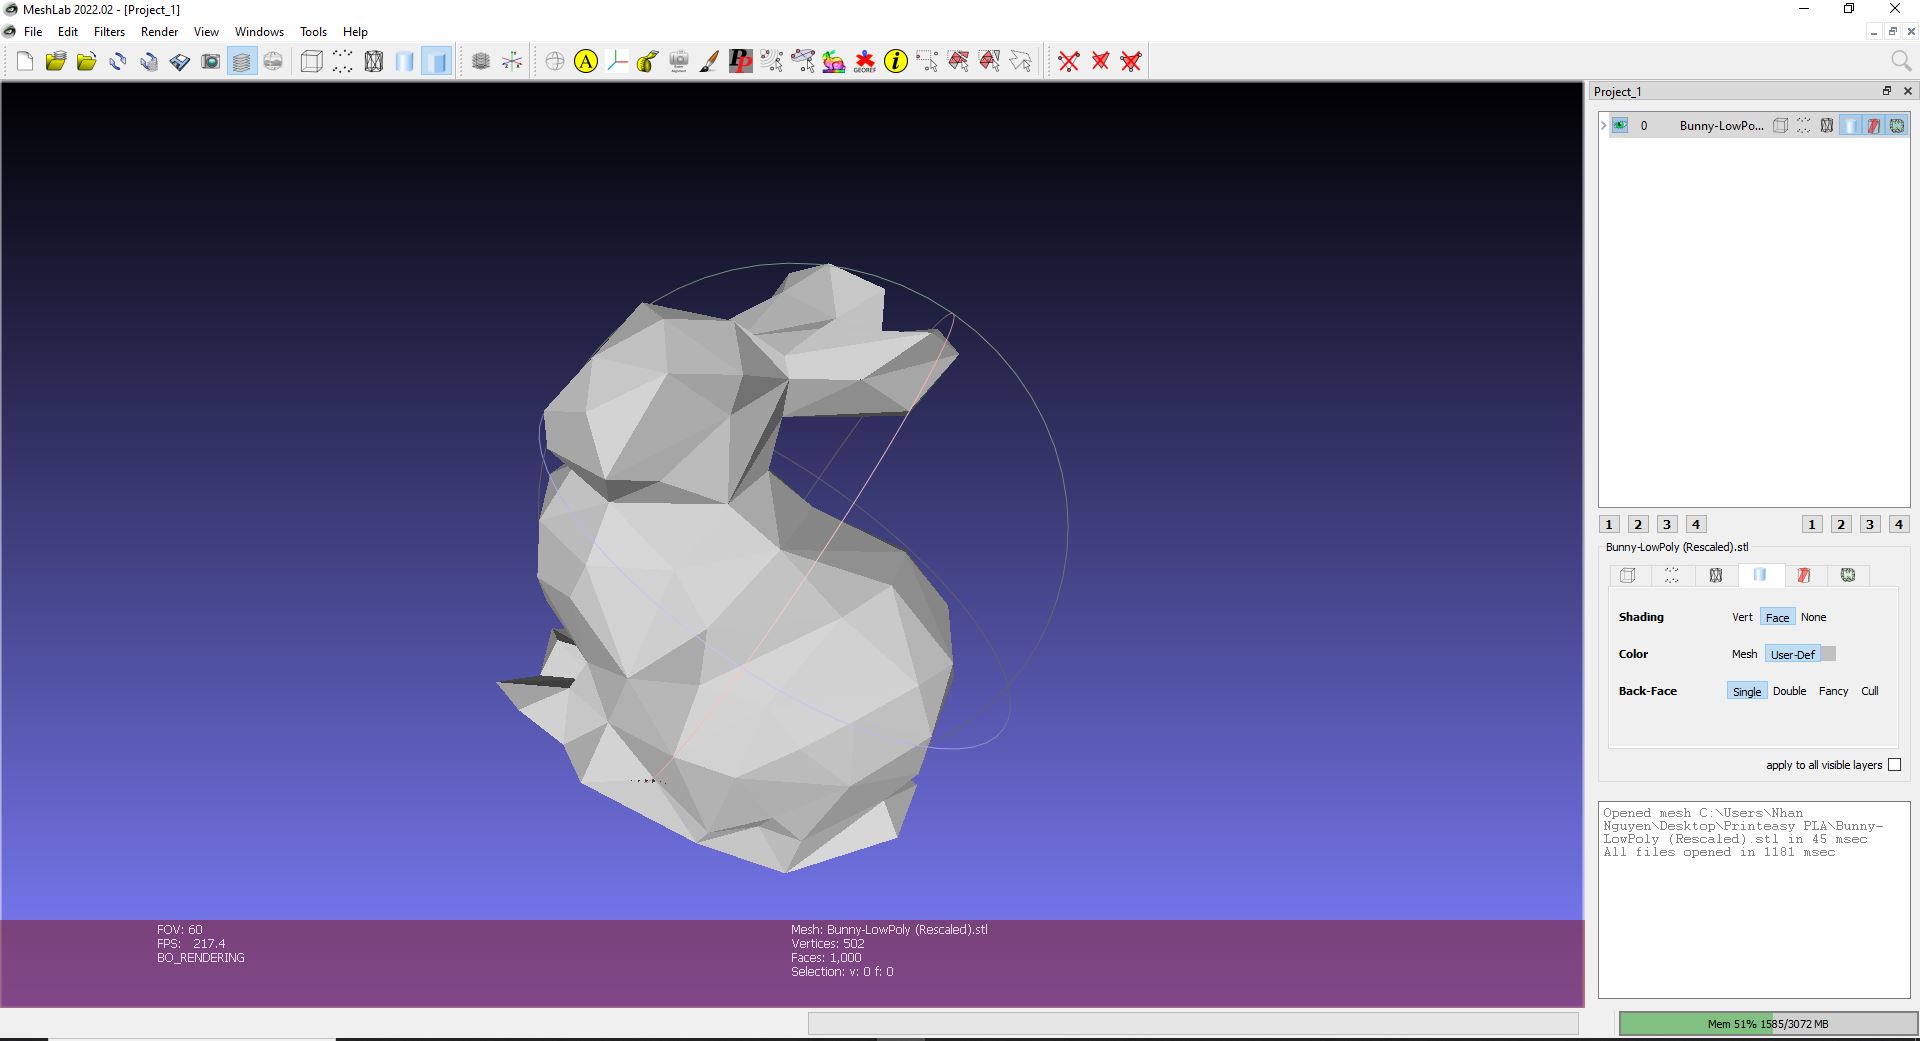 MeshLab 2022.02 - [Project_1]
File Edit Filters Render View Windows Tools Help
A
PP
GEOREF
i
Project_1
0 Bunny-LowPo...
1 2 3 4 1 2 3 4
Bunny-LowPoly (Rescaled).stl
Shading Vert Face None
Color Mesh User-Def
Back-Face Single Double Fancy Cull
apply to all visible layers
Opened mesh C:\Users\Nhan
Nguyen\Desktop\Printeasy PLA\Bunny-
LowPoly (Rescaled).stl in 45 msec
All files opened in 1181 msec
FOV: 60
FPS: 217.4
BO_RENDERING
Mesh: Bunny-LowPoly (Rescaled).stl
Vertices: 502
Faces: 1,000
Selection: v: 0 f: 0
Mem 51% 1585/3072 MB